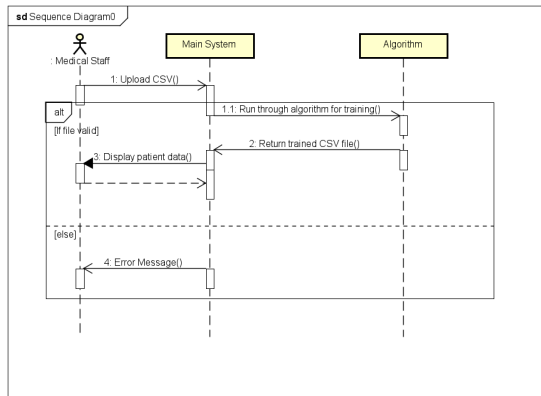 sd Sequence Diagram0
: Medical Staff
Main System
Algorithm
1: Upload CSV()
alt
1.1: Run through algorithm for training()
[If file valid]
2: Return trained CSV file()
3: Display patient data()
[else]
4: Error Message()